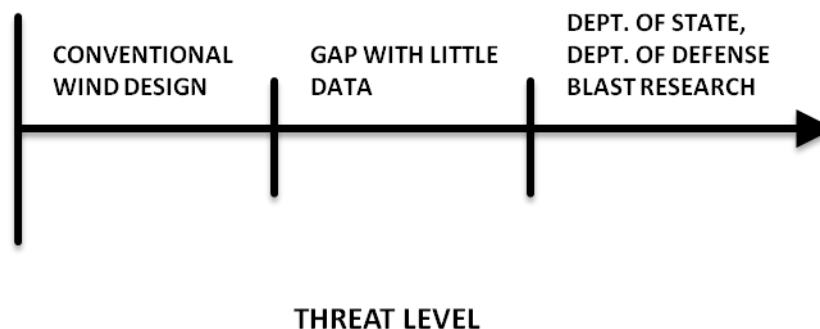 CONVENTIONAL
WIND DESIGN
GAP WITH LITTLE
DATA
DEPT. OF STATE,
DEPT. OF DEFENSE
BLAST RESEARCH
THREAT LEVEL